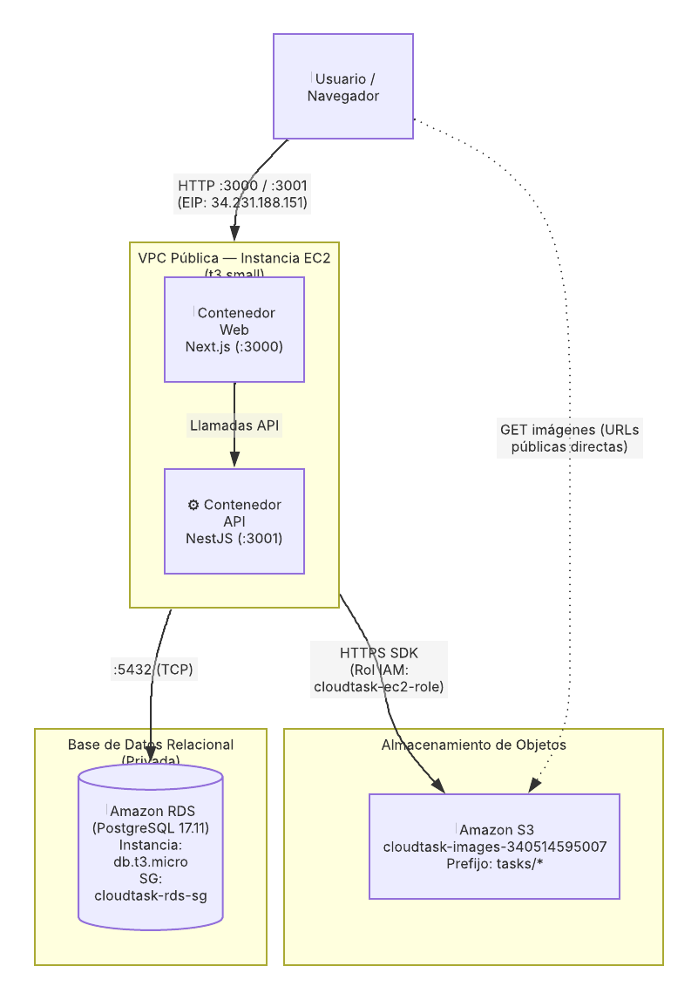 Usuario /
Navegador
HTTP :3000 / :3001
(EIP: 34.231.188.151)
VPC Pública — Instancia EC2
(t3.small)
Contenedor
Web
Next.js (:3000)
Llamadas API
GET imágenes (URLs
públicas directas)
⚙ Contenedor
API
NestJS (:3001)
:5432 (TCP)
HTTPS SDK
(Rol IAM:
cloudtask-ec2-role)
Base de Datos Relacional
(Privada)
Amazon RDS
(PostgreSQL 17.11)
Instancia:
db.t3.micro
SG:
cloudtask-rds-sg
Almacenamiento de Objetos
Amazon S3
cloudtask-images-340514595007
Prefijo: tasks/*